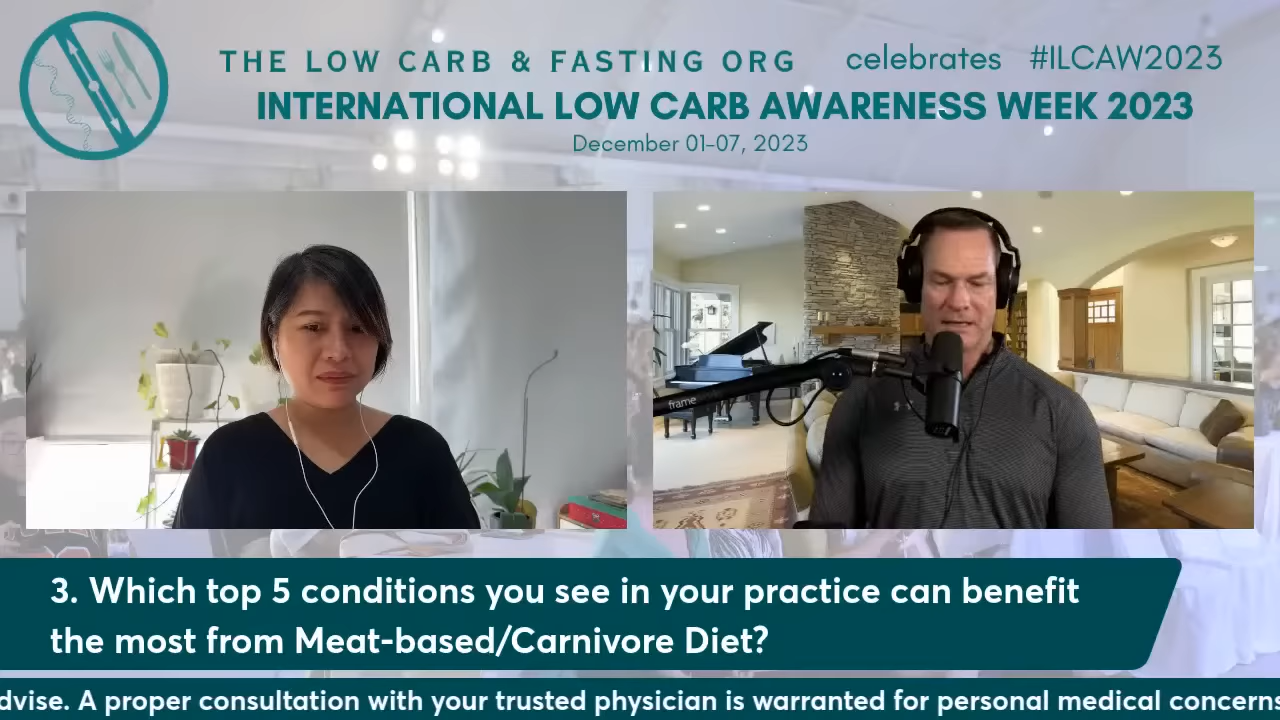 THE LOW CARB & FASTING ORG celebrates #ILCAW2023
INTERNATIONAL LOW CARB AWARENESS WEEK 2023
December 01-07, 2023
frame
3. Which top 5 conditions you see in your practice can benefit
the most from Meat-based/Carnivore Diet?
dvise. A proper consultation with your trusted physician is warranted for personal medical concerns